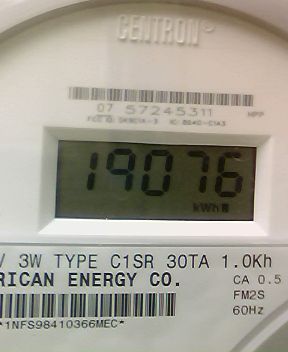 CENTRON
07 57245311
19076
kWh
V 3W TYPE C1SR 30TA 1.0Kh
RICAN ENERGY CO.
CA 0.5
FM2S
60Hz
*1NFS98410366MEC*